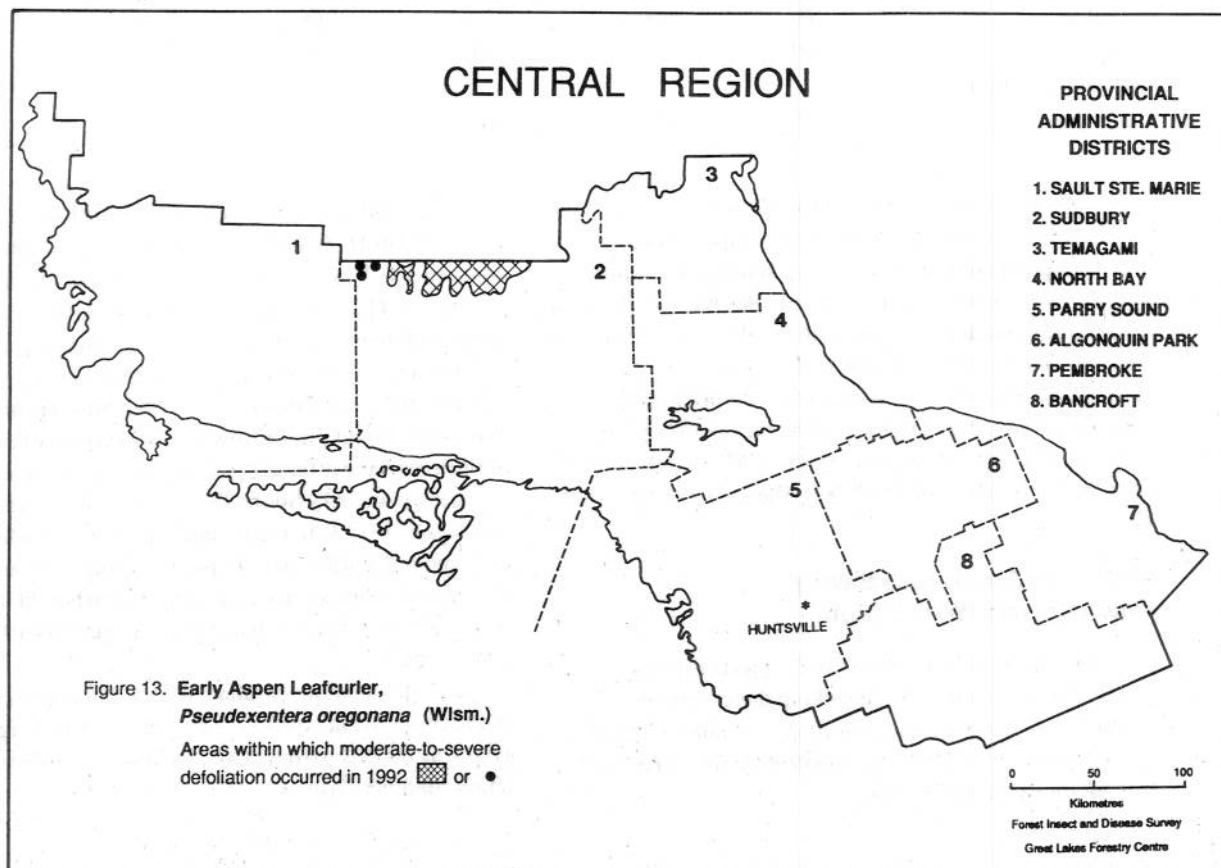 CENTRAL REGION
PROVINCIAL
ADMINISTRATIVE
DISTRICTS
1. SAULT STE. MARIE
2. SUDBURY
3. TEMAGAMI
4. NORTH BAY
5. PARRY SOUND
6. ALGONQUIN PARK
7. PEMBROKE
8. BANCROFT
3
1
2
4
6
5
7
8
*
HUNTSVILLE
Figure 13. Early Aspen Leafcurler,
Pseudexentera oregonana (Wlsm.)
Areas within which moderate-to-severe
defoliation occurred in 1992 or
0 50 100
Kilometres
Forest Insect and Disease Survey
Great Lakes Forestry Centre